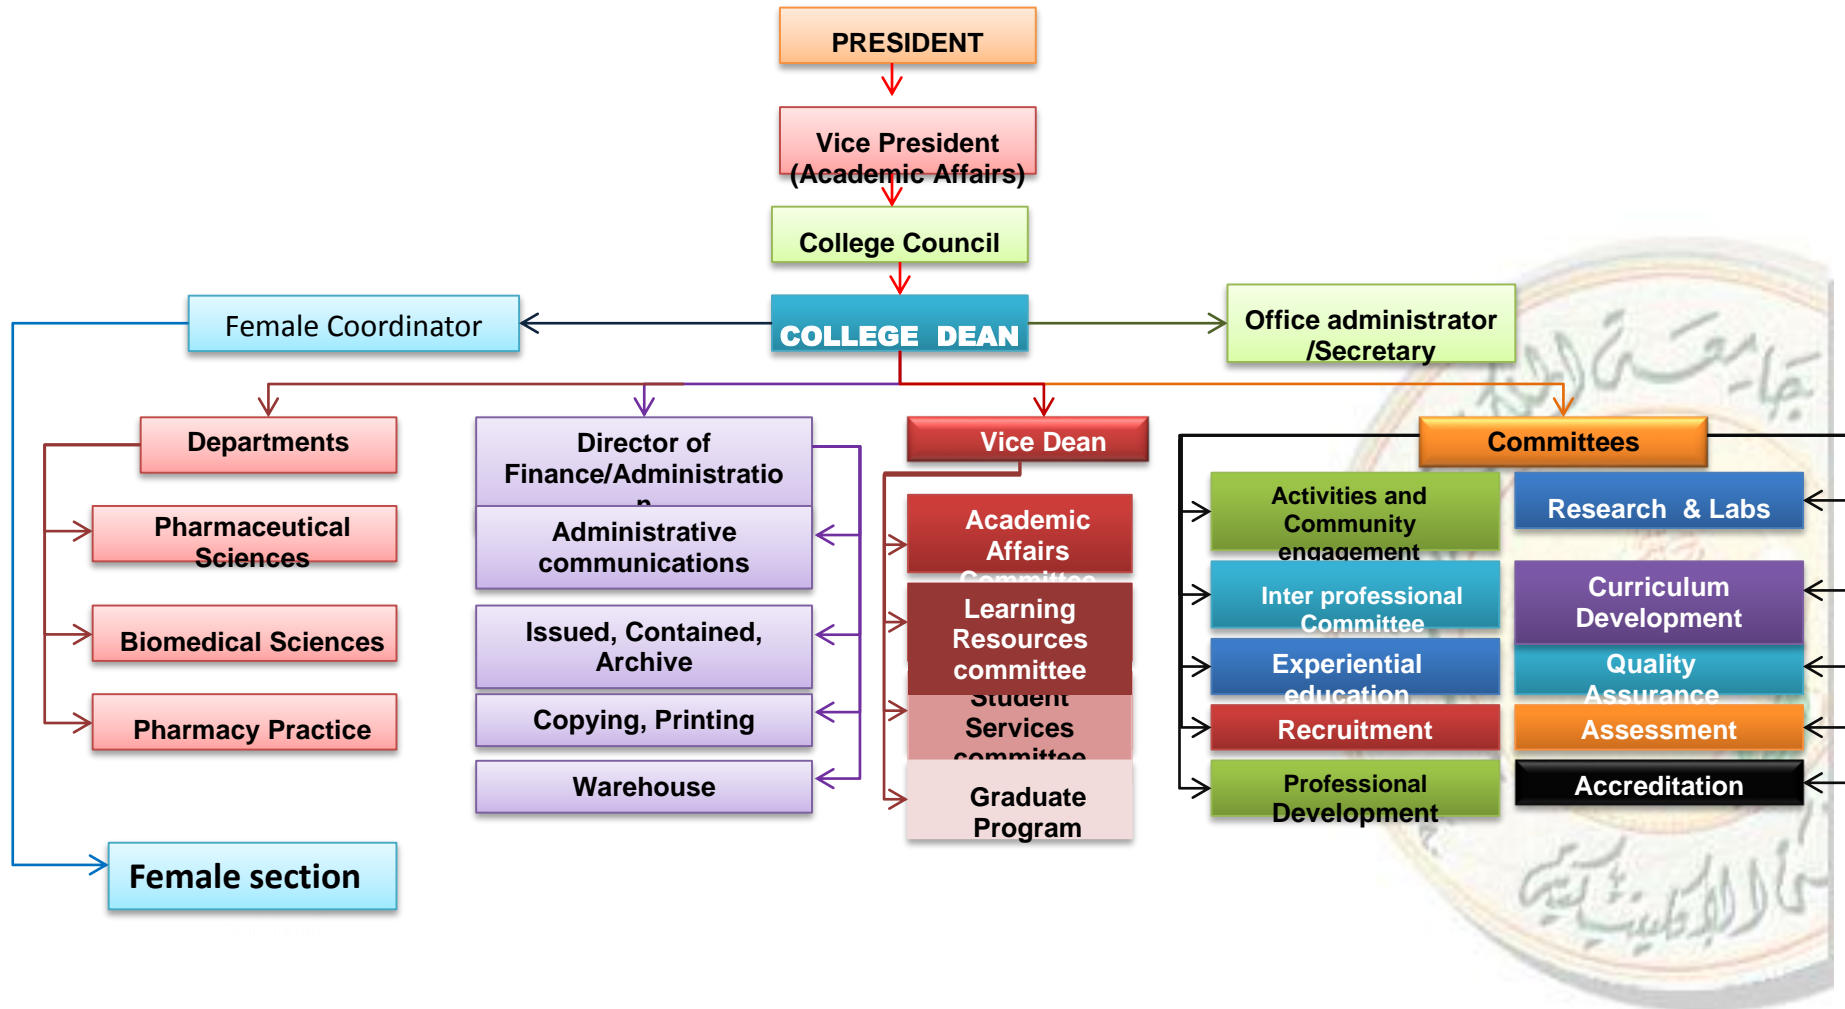 PRESIDENT
Vice President
(Academic Affairs)
College Council
Female Coordinator
COLLEGE DEAN
Office administrator
/Secretary
Departments
Director of
Finance/Administratio
n
Vice Dean
Committees
Pharmaceutical
Sciences
Biomedical Sciences
Pharmacy Practice
Administrative
communications
Issued, Contained,
Archive
Copying, Printing
Warehouse
Academic
Affairs
Committee
Learning
Resources
committee
Student
Services
committee
Graduate
Program
Activities and
Community
engagement
Inter professional
Committee
Experiential
education
Recruitment
Professional
Development
Research & Labs
Curriculum
Development
Quality
Assurance
Assessment
Accreditation
Female section